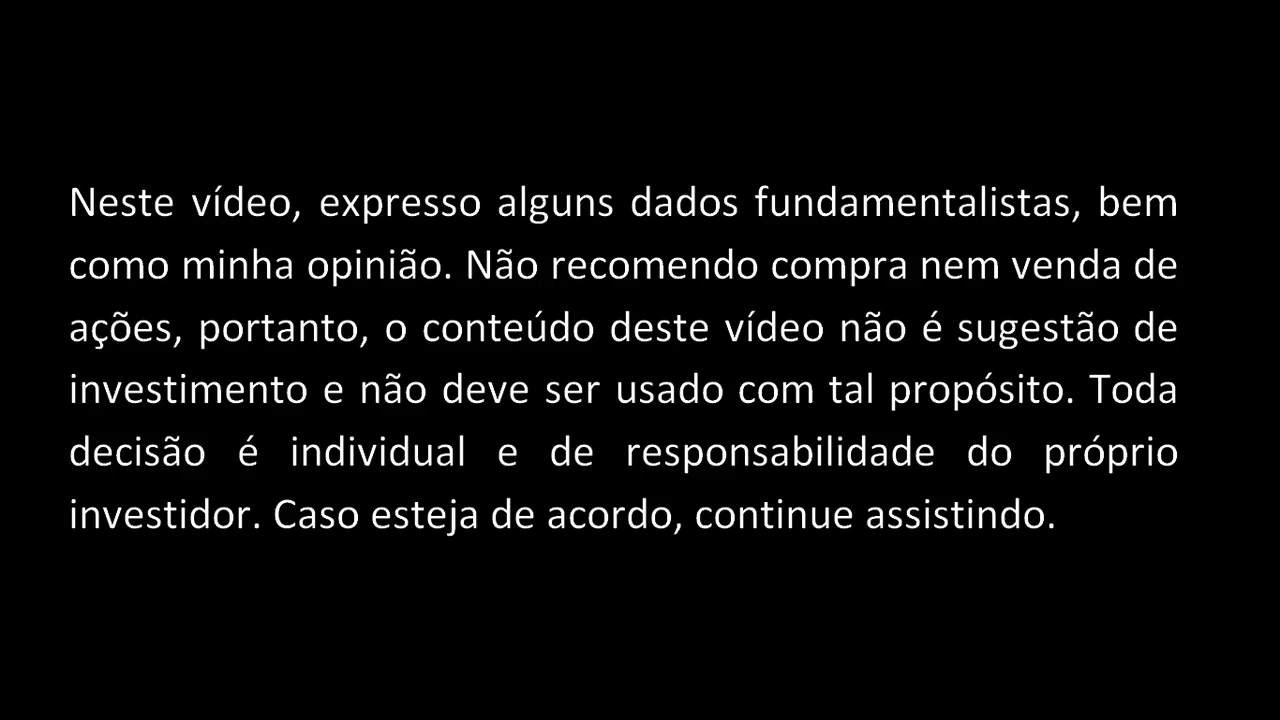 Neste vídeo, expresso alguns dados fundamentalistas, bem
como minha opinião. Não recomendo compra nem venda de
ações, portanto, o conteúdo deste vídeo não é sugestão de
investimento e não deve ser usado com tal propósito. Toda
decisão é individual e de responsabilidade do próprio
investidor. Caso esteja de acordo, continue assistindo.